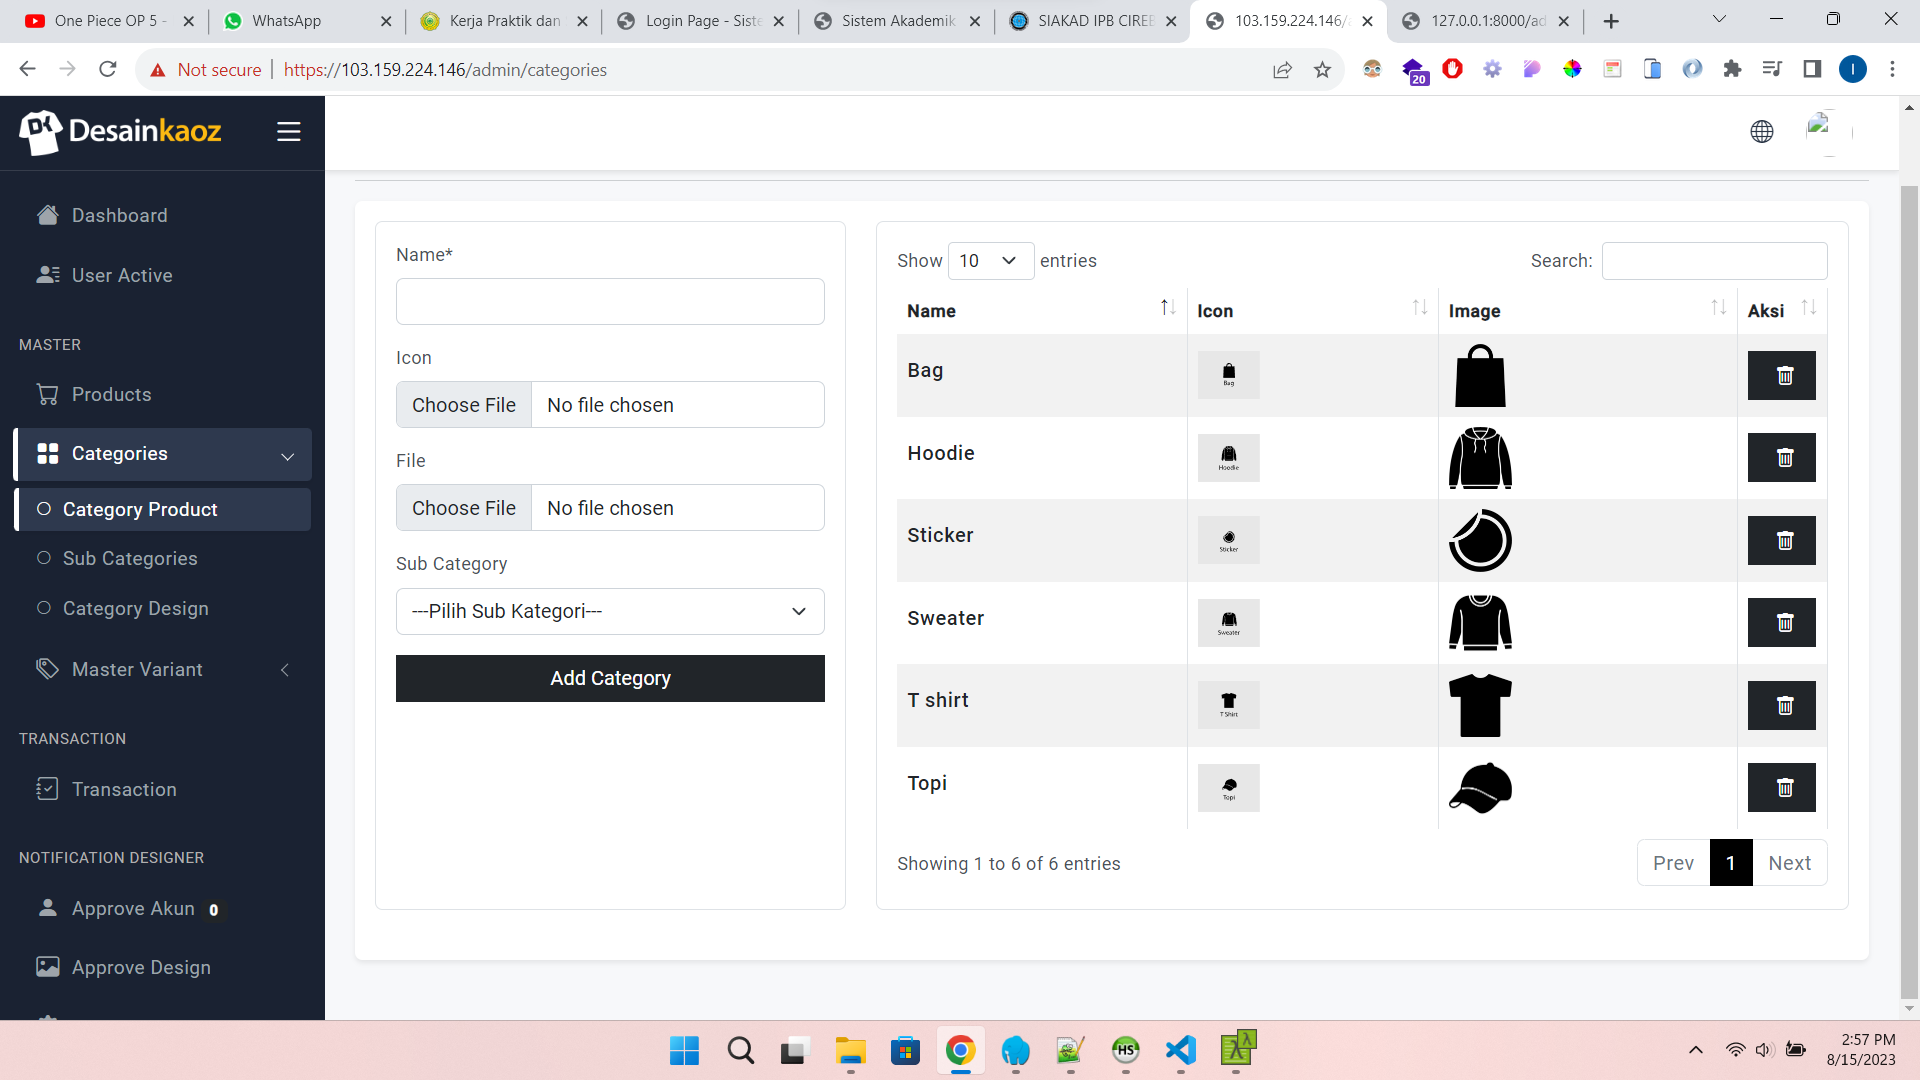 One Piece OP 5 -
WhatsApp
Kerja Praktik dan
Login Page - Siste
Sistem Akademik
SIAKAD IPB CIREB
103.159.224.146/a
127.0.0.1:8000/ad
Not secure
https://103.159.224.146/admin/categories
20
I
DK Desainkaoz
Dashboard
User Active
MASTER
Products
Categories
Category Product
Sub Categories
Category Design
Master Variant
TRANSACTION
Transaction
NOTIFICATION DESIGNER
Approve Akun 0
Approve Design
Name*
Icon
Choose File No file chosen
File
Choose File No file chosen
Sub Category
---Pilih Sub Kategori---
Add Category
Show 10 entries
Search:
Name Icon Image Aksi
Bag Bag
Hoodie Hoodie
Sticker Sticker
Sweater Sweater
T shirt T Shirt
Topi Topi
Showing 1 to 6 of 6 entries
Prev 1 Next
HS
2:57 PM
8/15/2023